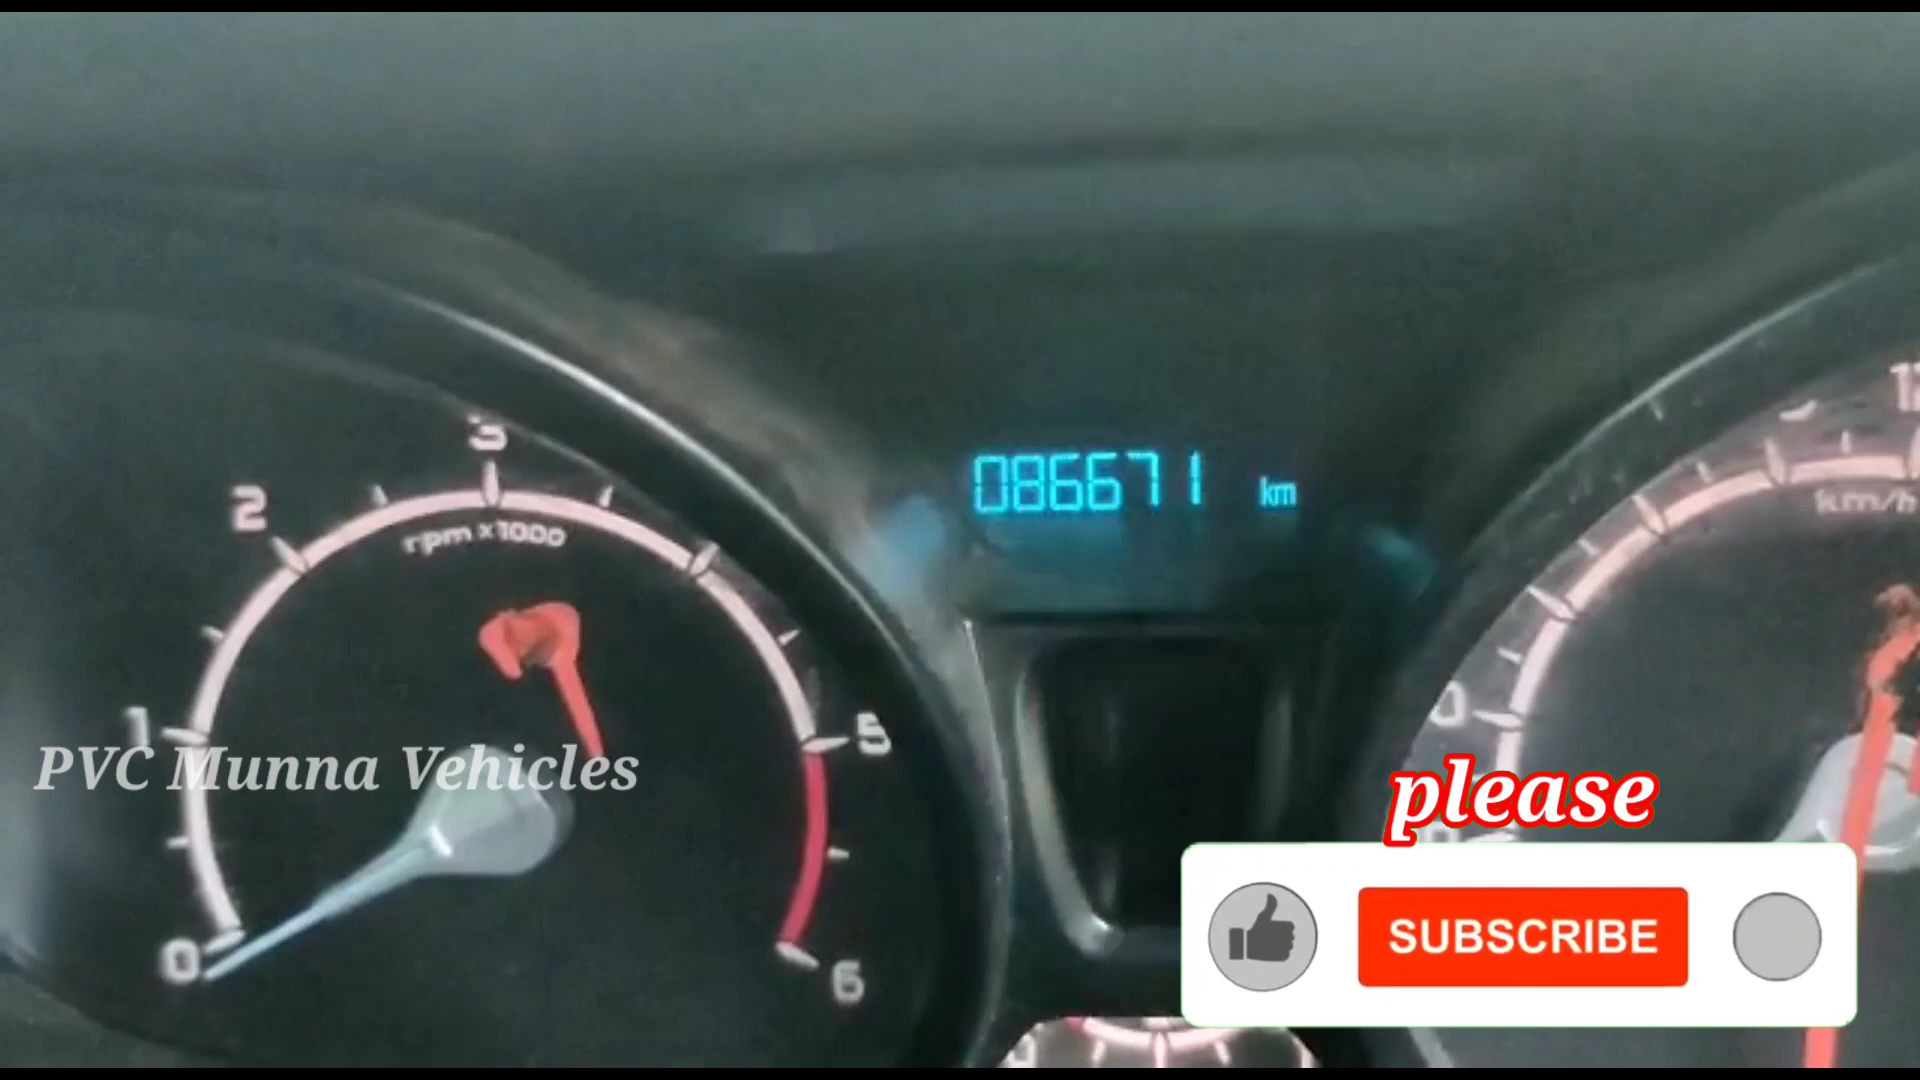 086671 km
3
2
rpm x1000
1
5
0
6
km/h
PVC Munna Vehicles
please
SUBSCRIBE